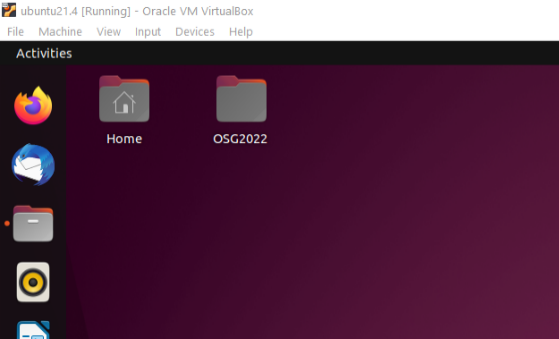 ubuntu21.4 [Running] - Oracle VM VirtualBox
File Machine View Input Devices Help
Activities
Home OSG2022